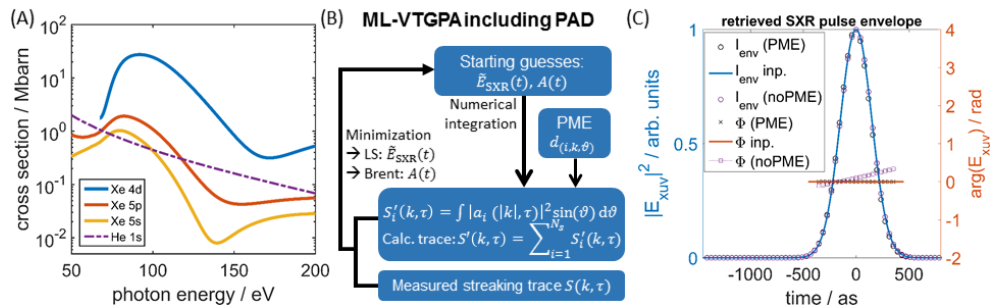 (A)
10²
10¹
10⁰
10⁻¹
10⁻²
cross section / Mbarn
Xe 4d
Xe 5p
Xe 5s
He 1s
50 100 150 200
photon energy / eV
(B)
ML-VTGPA including PAD
Starting guesses:
Ẽ_SXR(t), A(t)
Numerical
integration
PME
d_(i,k,ϑ)
Minimization
→ LS: Ẽ_SXR(t)
→ Brent: A(t)
S′_i(k,τ) = ∫|a_i (|k|,τ)|² sin(ϑ) dϑ
Calc. trace: S′(k,τ) = ∑_{i=1}^{N_s} S′_i(k,τ)
Measured streaking trace S(k,τ)
(C)
retrieved SXR pulse envelope
I_env (PME)
I_env inp.
I_env (noPME)
Φ (PME)
Φ inp.
Φ (noPME)
|E_xuv|² / arb. units
1
0
arg(E_xuv) / rad
4
3
2
1
0
-1
-2
-1000 -500 0 500
time / as